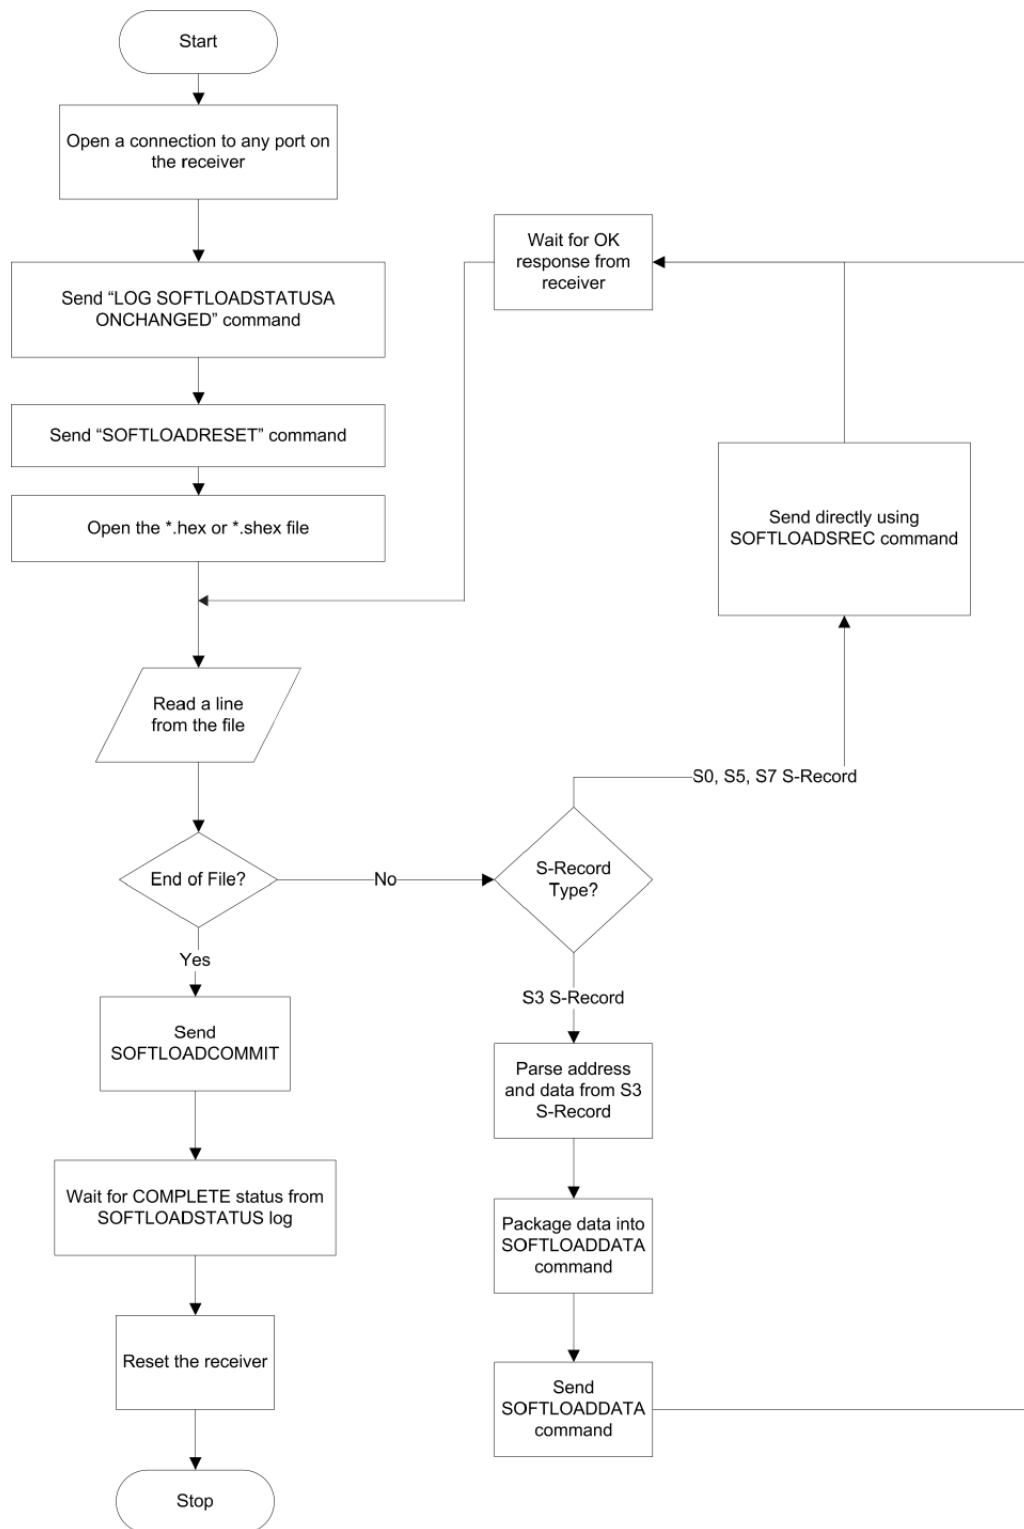 Start
Open a connection to any port on
the receiver
Send “LOG SOFTLOADSTATUSA
ONCHANGED” command
Send “SOFTLOADRESET” command
Open the *.hex or *.shex file
Read a line
from the file
End of File?
No
Yes
Send
SOFTLOADCOMMIT
Wait for COMPLETE status from
SOFTLOADSTATUS log
Reset the receiver
Stop
Wait for OK
response from
receiver
Send directly using
SOFTLOADSREC command
S0, S5, S7 S-Record
S-Record
Type?
S3 S-Record
Parse address
and data from S3
S-Record
Package data into
SOFTLOADDATA
command
Send
SOFTLOADDATA
command